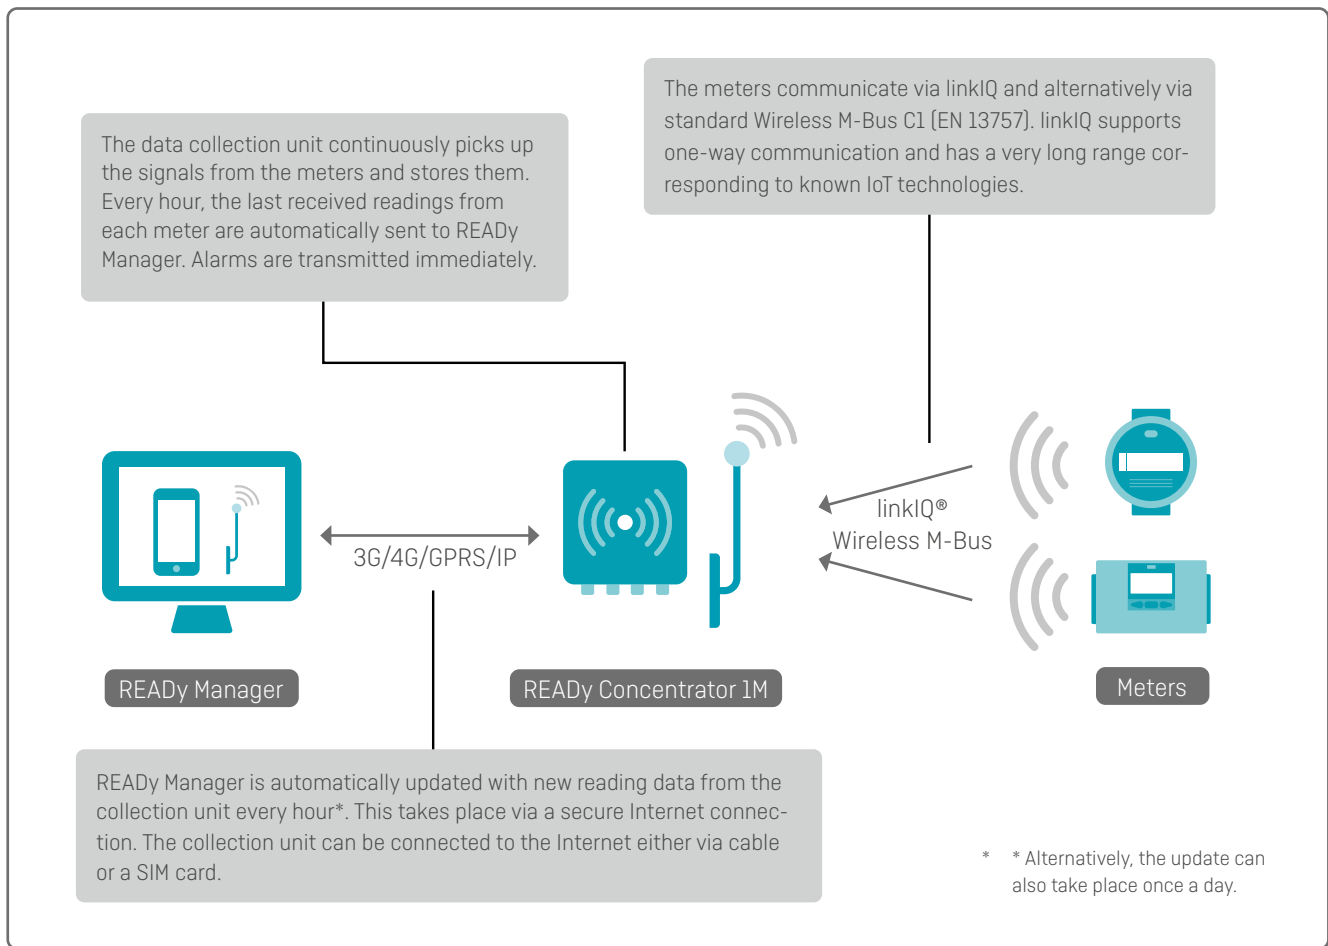 The meters communicate via linkIQ and alternatively via
standard Wireless M-Bus C1 (EN 13757). linkIQ supports
one-way communication and has a very long range cor-
responding to known IoT technologies.
The data collection unit continuously picks up
the signals from the meters and stores them.
Every hour, the last received readings from
each meter are automatically sent to READy
Manager. Alarms are transmitted immediately.
3G/4G/GPRS/IP
linkIQ®
Wireless M-Bus
READy Manager
READy Concentrator 1M
Meters
READy Manager is automatically updated with new reading data from the
collection unit every hour*. This takes place via a secure Internet connec-
tion. The collection unit can be connected to the Internet either via cable
or a SIM card.
* * Alternatively, the update can
also take place once a day.